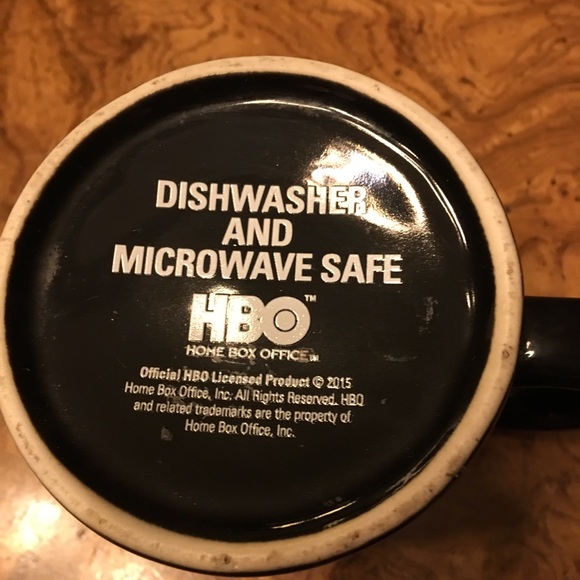 DISHWASHER
AND
MICROWAVE SAFE
HBO™
HOME BOX OFFICE℠
Official HBO Licensed Product © 2015
Home Box Office, Inc. All Rights Reserved. HBO
and related trademarks are the property of
Home Box Office, Inc.